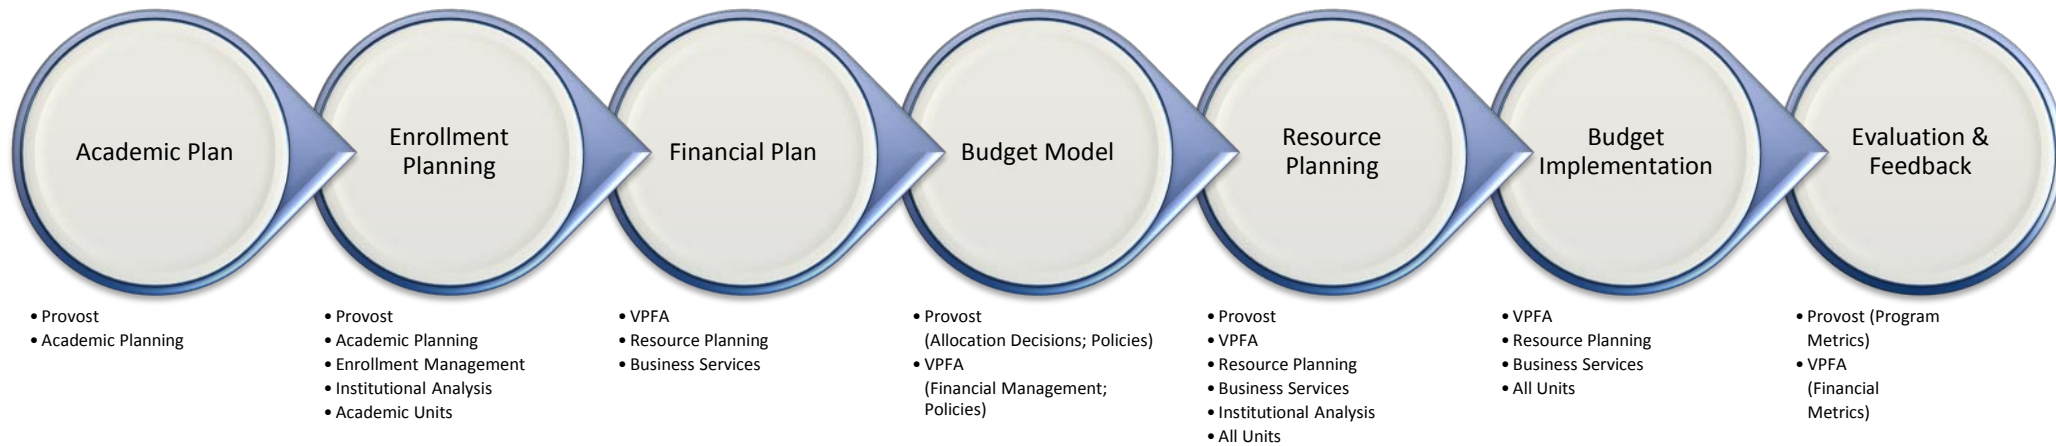 Academic Plan
Enrollment
Planning
Financial Plan
Budget Model
Resource
Planning
Budget
Implementation
Evaluation &
Feedback
• Provost
• Academic Planning
• Provost
• Academic Planning
• Enrollment Management
• Institutional Analysis
• Academic Units
• VPFA
• Resource Planning
• Business Services
• Provost
(Allocation Decisions; Policies)
• VPFA
(Financial Management;
Policies)
• Provost
• VPFA
• Resource Planning
• Business Services
• Institutional Analysis
• All Units
• VPFA
• Resource Planning
• Business Services
• All Units
• Provost (Program
Metrics)
• VPFA
(Financial
Metrics)